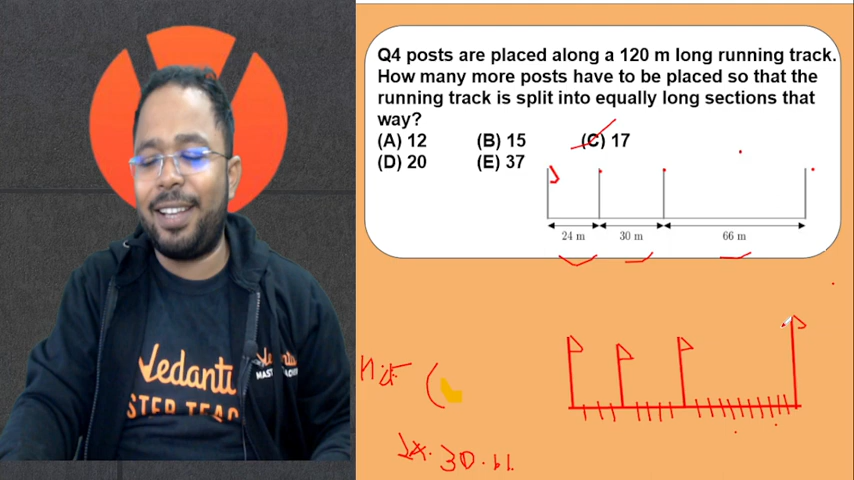 Q4 posts are placed along a 120 m long running track.
How many more posts have to be placed so that the
running track is split into equally long sections that
way?
(A) 12 (B) 15 (C) 17
(D) 20 (E) 37
24 m 30 m 66 m
Vedantu
MASTER TEACHER
30